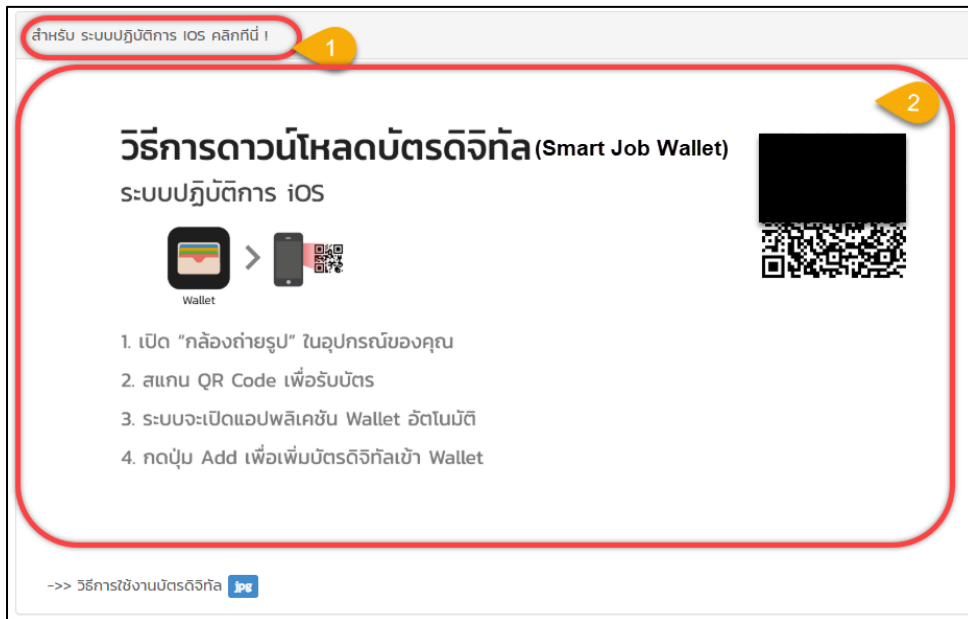 สำหรับ ระบบปฏิบัติการ IOS คลิกที่นี่ !
1
2
วิธีการดาวน์โหลดบัตรดิจิทัล (Smart Job Wallet)
ระบบปฏิบัติการ iOS
Wallet
1. เปิด “กล้องถ่ายรูป” ในอุปกรณ์ของคุณ
2. สแกน QR Code เพื่อรับบัตร
3. ระบบจะเปิดแอปพลิเคชัน Wallet อัตโนมัติ
4. กดปุ่ม Add เพื่อเพิ่มบัตรดิจิทัลเข้า Wallet
->> วิธีการใช้งานบัตรดิจิทัล jpg